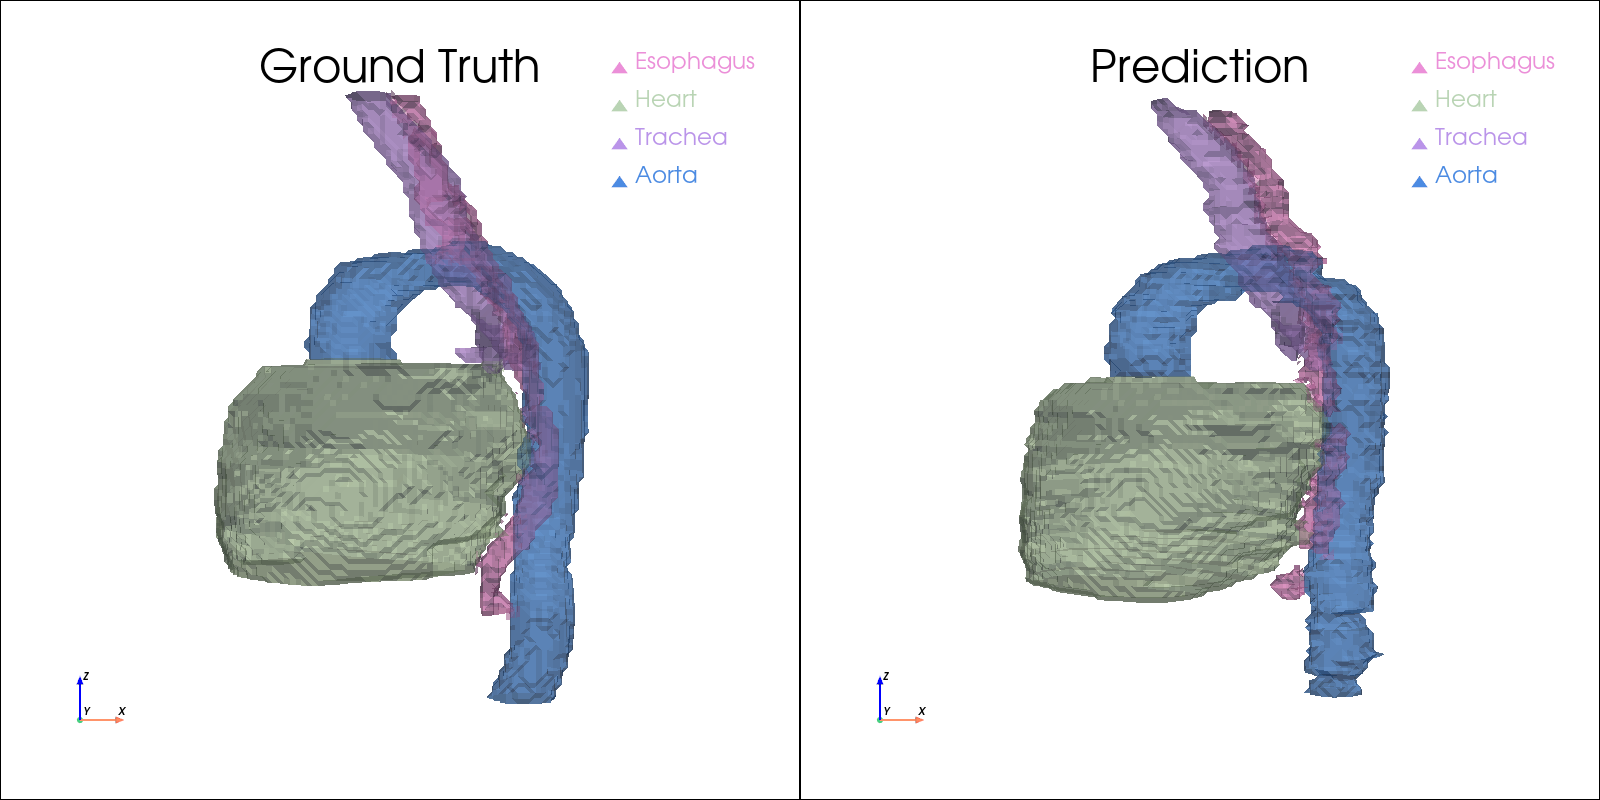 Ground Truth
Esophagus
Heart
Trachea
Aorta
Z
Y X
Prediction
Esophagus
Heart
Trachea
Aorta
Z
Y X